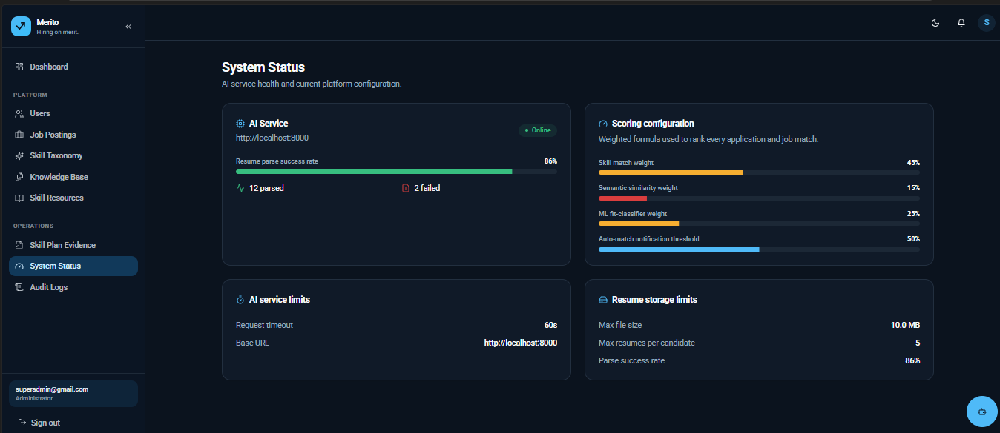 Merito
Hiring on merit.
«
S
Dashboard
PLATFORM
Users
Job Postings
Skill Taxonomy
Knowledge Base
Skill Resources
OPERATIONS
Skill Plan Evidence
System Status
Audit Logs
superadmin@gmail.com
Administrator
Sign out
System Status
AI service health and current platform configuration.
AI Service
http://localhost:8000
Online
Resume parse success rate 86%
12 parsed 2 failed
Scoring configuration
Weighted formula used to rank every application and job match.
Skill match weight 45%
Semantic similarity weight 15%
ML fit-classifier weight 25%
Auto-match notification threshold 50%
AI service limits
Request timeout 60s
Base URL http://localhost:8000
Resume storage limits
Max file size 10.0 MB
Max resumes per candidate 5
Parse success rate 86%